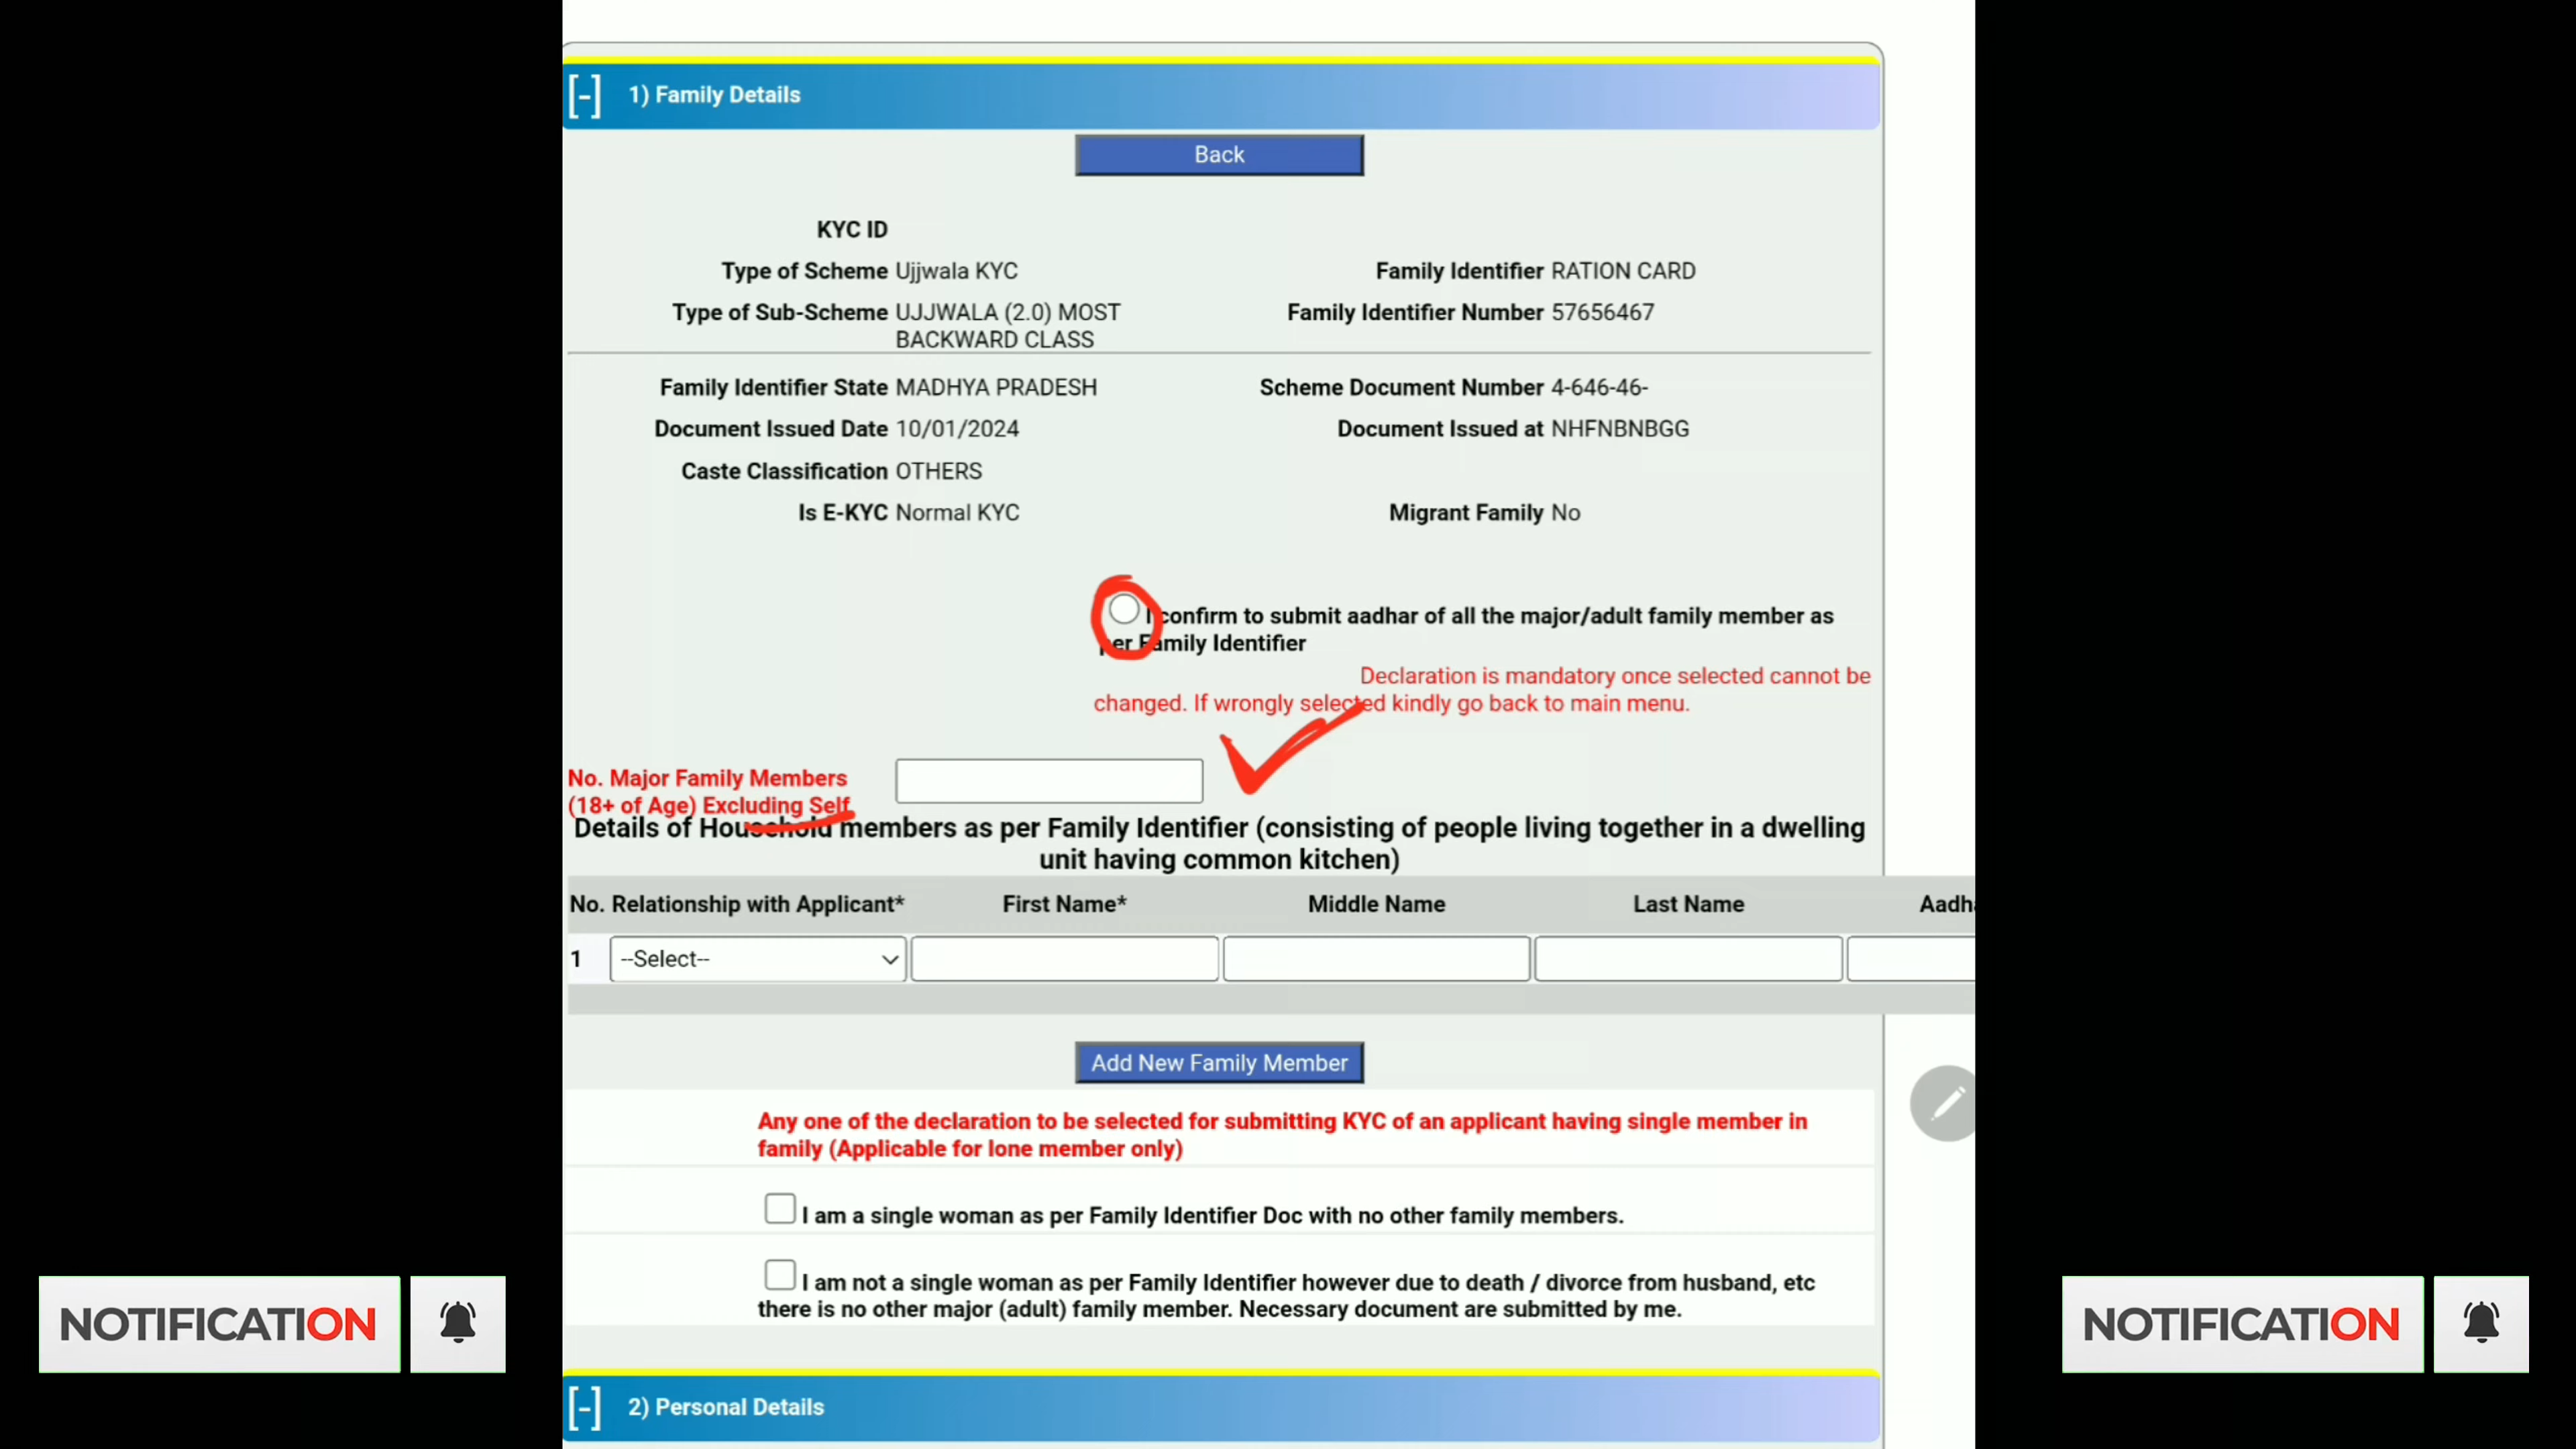 [-] 1) Family Details
Back
KYC ID
Type of Scheme Ujjwala KYC Family Identifier RATION CARD
Type of Sub-Scheme UJJWALA (2.0) MOST Family Identifier Number 57656467
BACKWARD CLASS
Family Identifier State MADHYA PRADESH Scheme Document Number 4-646-46-
Document Issued Date 10/01/2024 Document Issued at NHFNBNBGG
Caste Classification OTHERS
Is E-KYC Normal KYC Migrant Family No
I confirm to submit aadhar of all the major/adult family member as
per Family Identifier
Declaration is mandatory once selected cannot be
changed. If wrongly selected kindly go back to main menu.
No. Major Family Members
(18+ of Age) Excluding Self
Details of Household members as per Family Identifier (consisting of people living together in a dwelling
unit having common kitchen)
No. Relationship with Applicant* First Name* Middle Name Last Name Aadh
1 --Select--
Add New Family Member
Any one of the declaration to be selected for submitting KYC of an applicant having single member in
family (Applicable for lone member only)
I am a single woman as per Family Identifier Doc with no other family members.
I am not a single woman as per Family Identifier however due to death / divorce from husband, etc
there is no other major (adult) family member. Necessary document are submitted by me.
NOTIFICATION NOTIFICATION
[-] 2) Personal Details